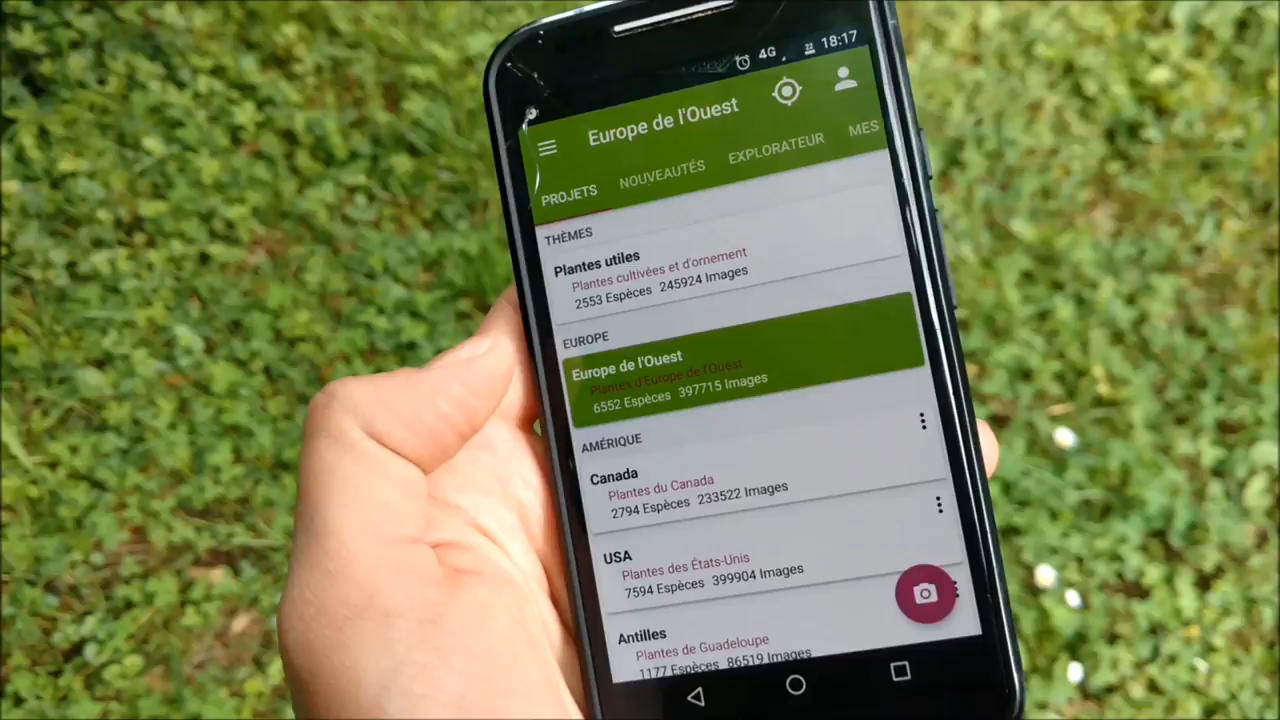 4G 18:17
Europe de l'Ouest
PROJETS NOUVEAUTÉS EXPLORATEUR MES
THÈMES
Plantes utiles
Plantes cultivées et d'ornement
2553 Espèces 245924 Images
EUROPE
Europe de l'Ouest
Plantes d'Europe de l'Ouest
6552 Espèces 397715 Images
AMÉRIQUE
Canada
Plantes du Canada
2794 Espèces 233522 Images
USA
Plantes des États-Unis
7594 Espèces 399904 Images
Antilles
Plantes de Guadeloupe
1177 Espèces 86519 Images